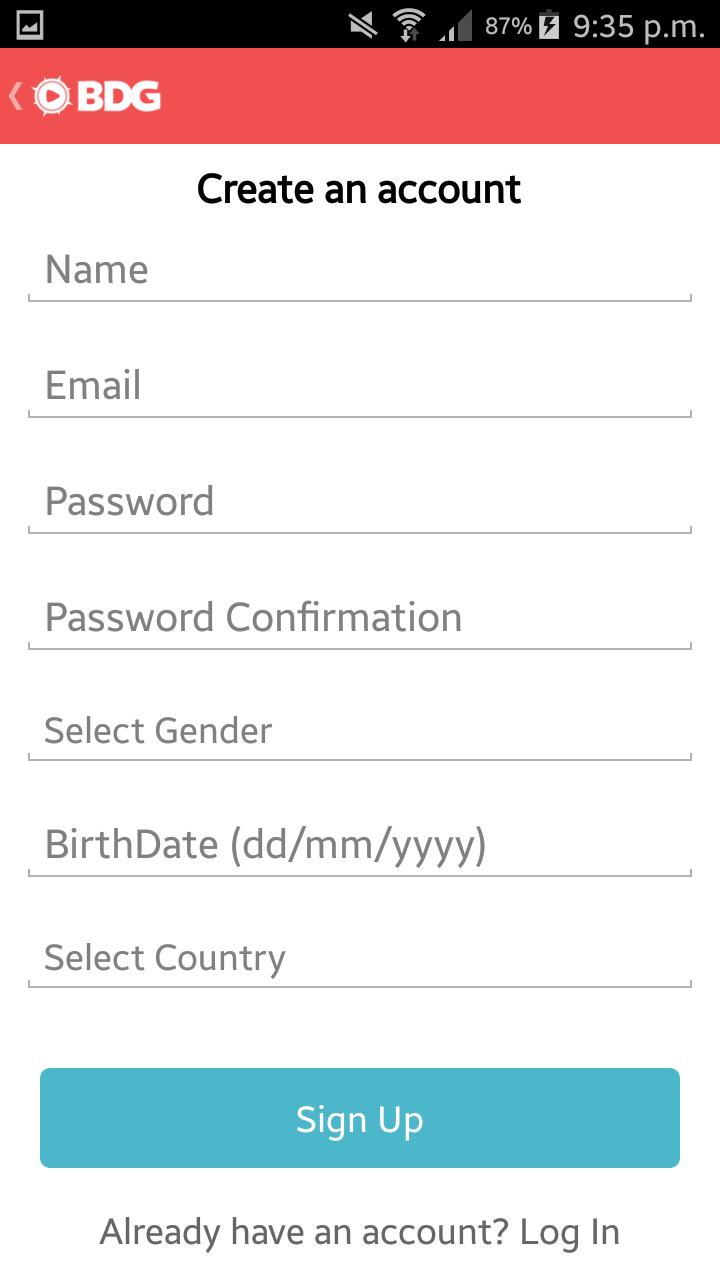 87% 9:35 p.m.
BDG
Create an account
Name
Email
Password
Password Confirmation
Select Gender
BirthDate (dd/mm/yyyy)
Select Country
Sign Up
Already have an account? Log In